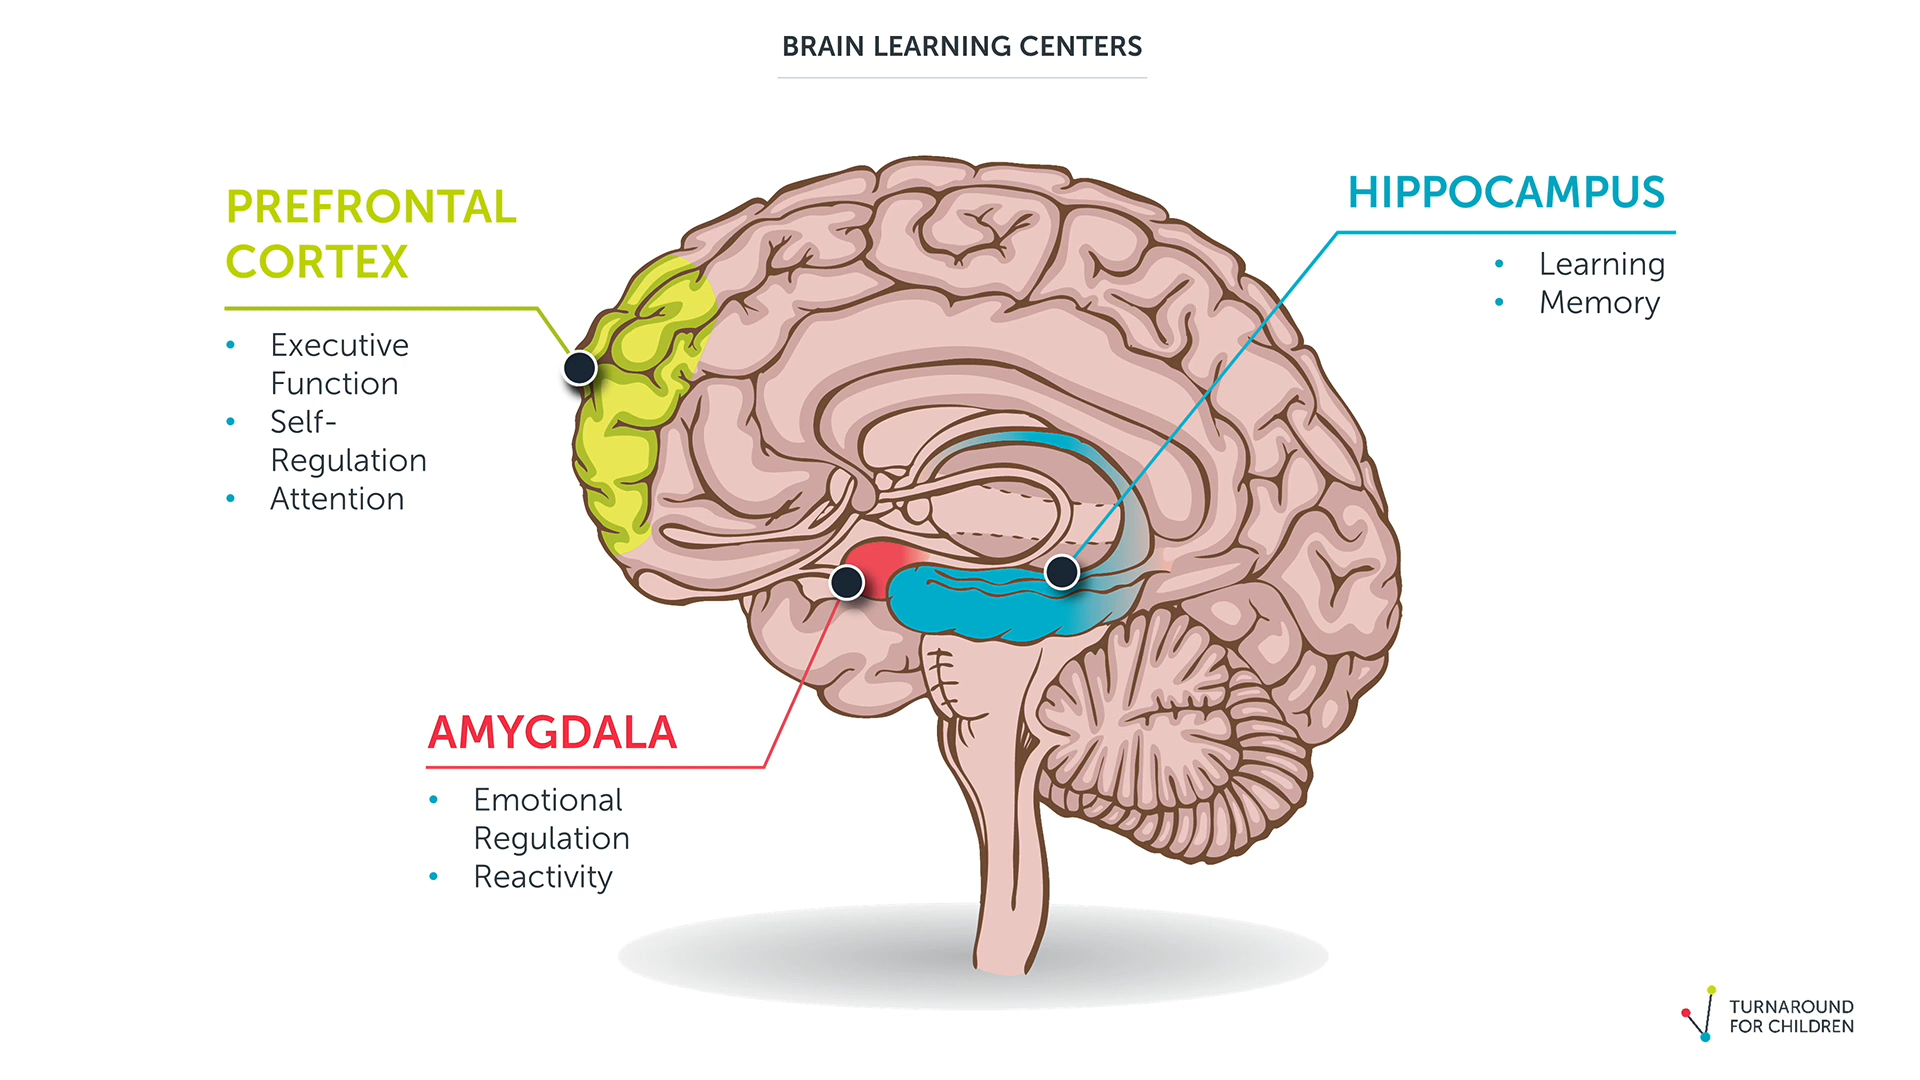 BRAIN LEARNING CENTERS
PREFRONTAL
CORTEX
• Executive
Function
• Self-
Regulation
• Attention
HIPPOCAMPUS
• Learning
• Memory
AMYGDALA
• Emotional
Regulation
• Reactivity
TURNAROUND
FOR CHILDREN